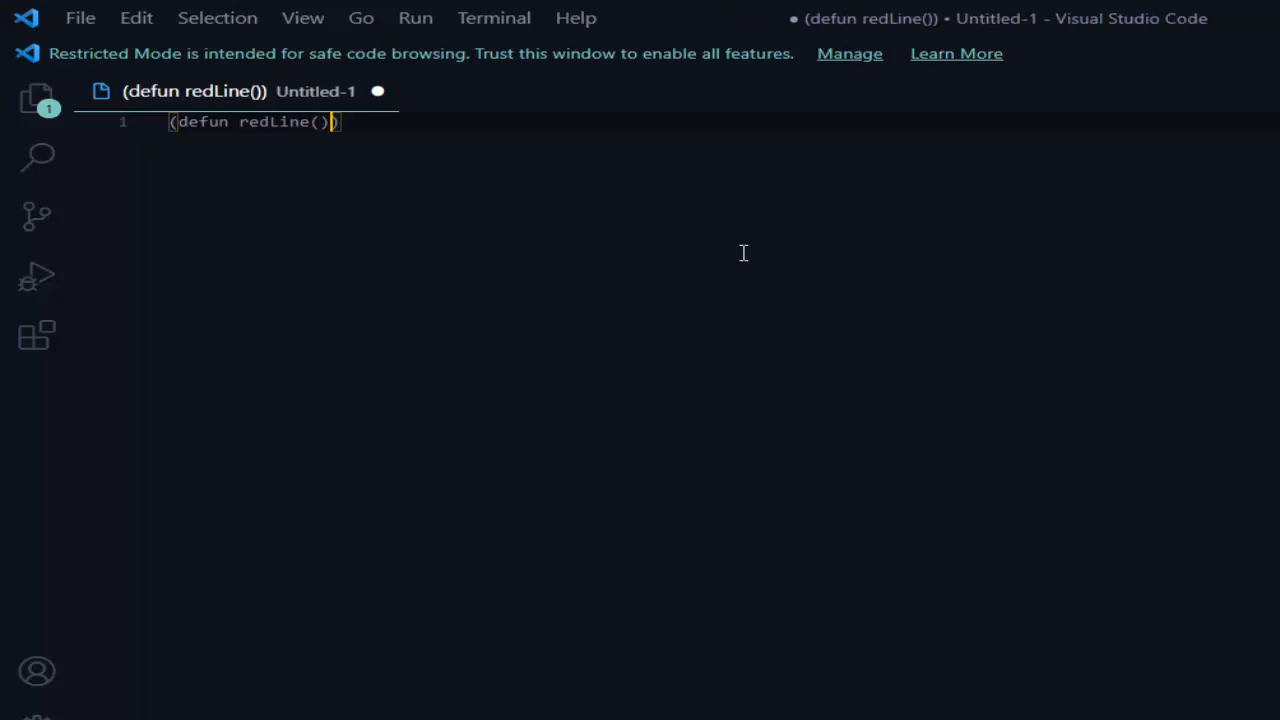 File Edit Selection View Go Run Terminal Help ● (defun redLine()) • Untitled-1 - Visual Studio Code
Restricted Mode is intended for safe code browsing. Trust this window to enable all features. Manage Learn More
(defun redLine()) Untitled-1 ●
1
1 (defun redLine())